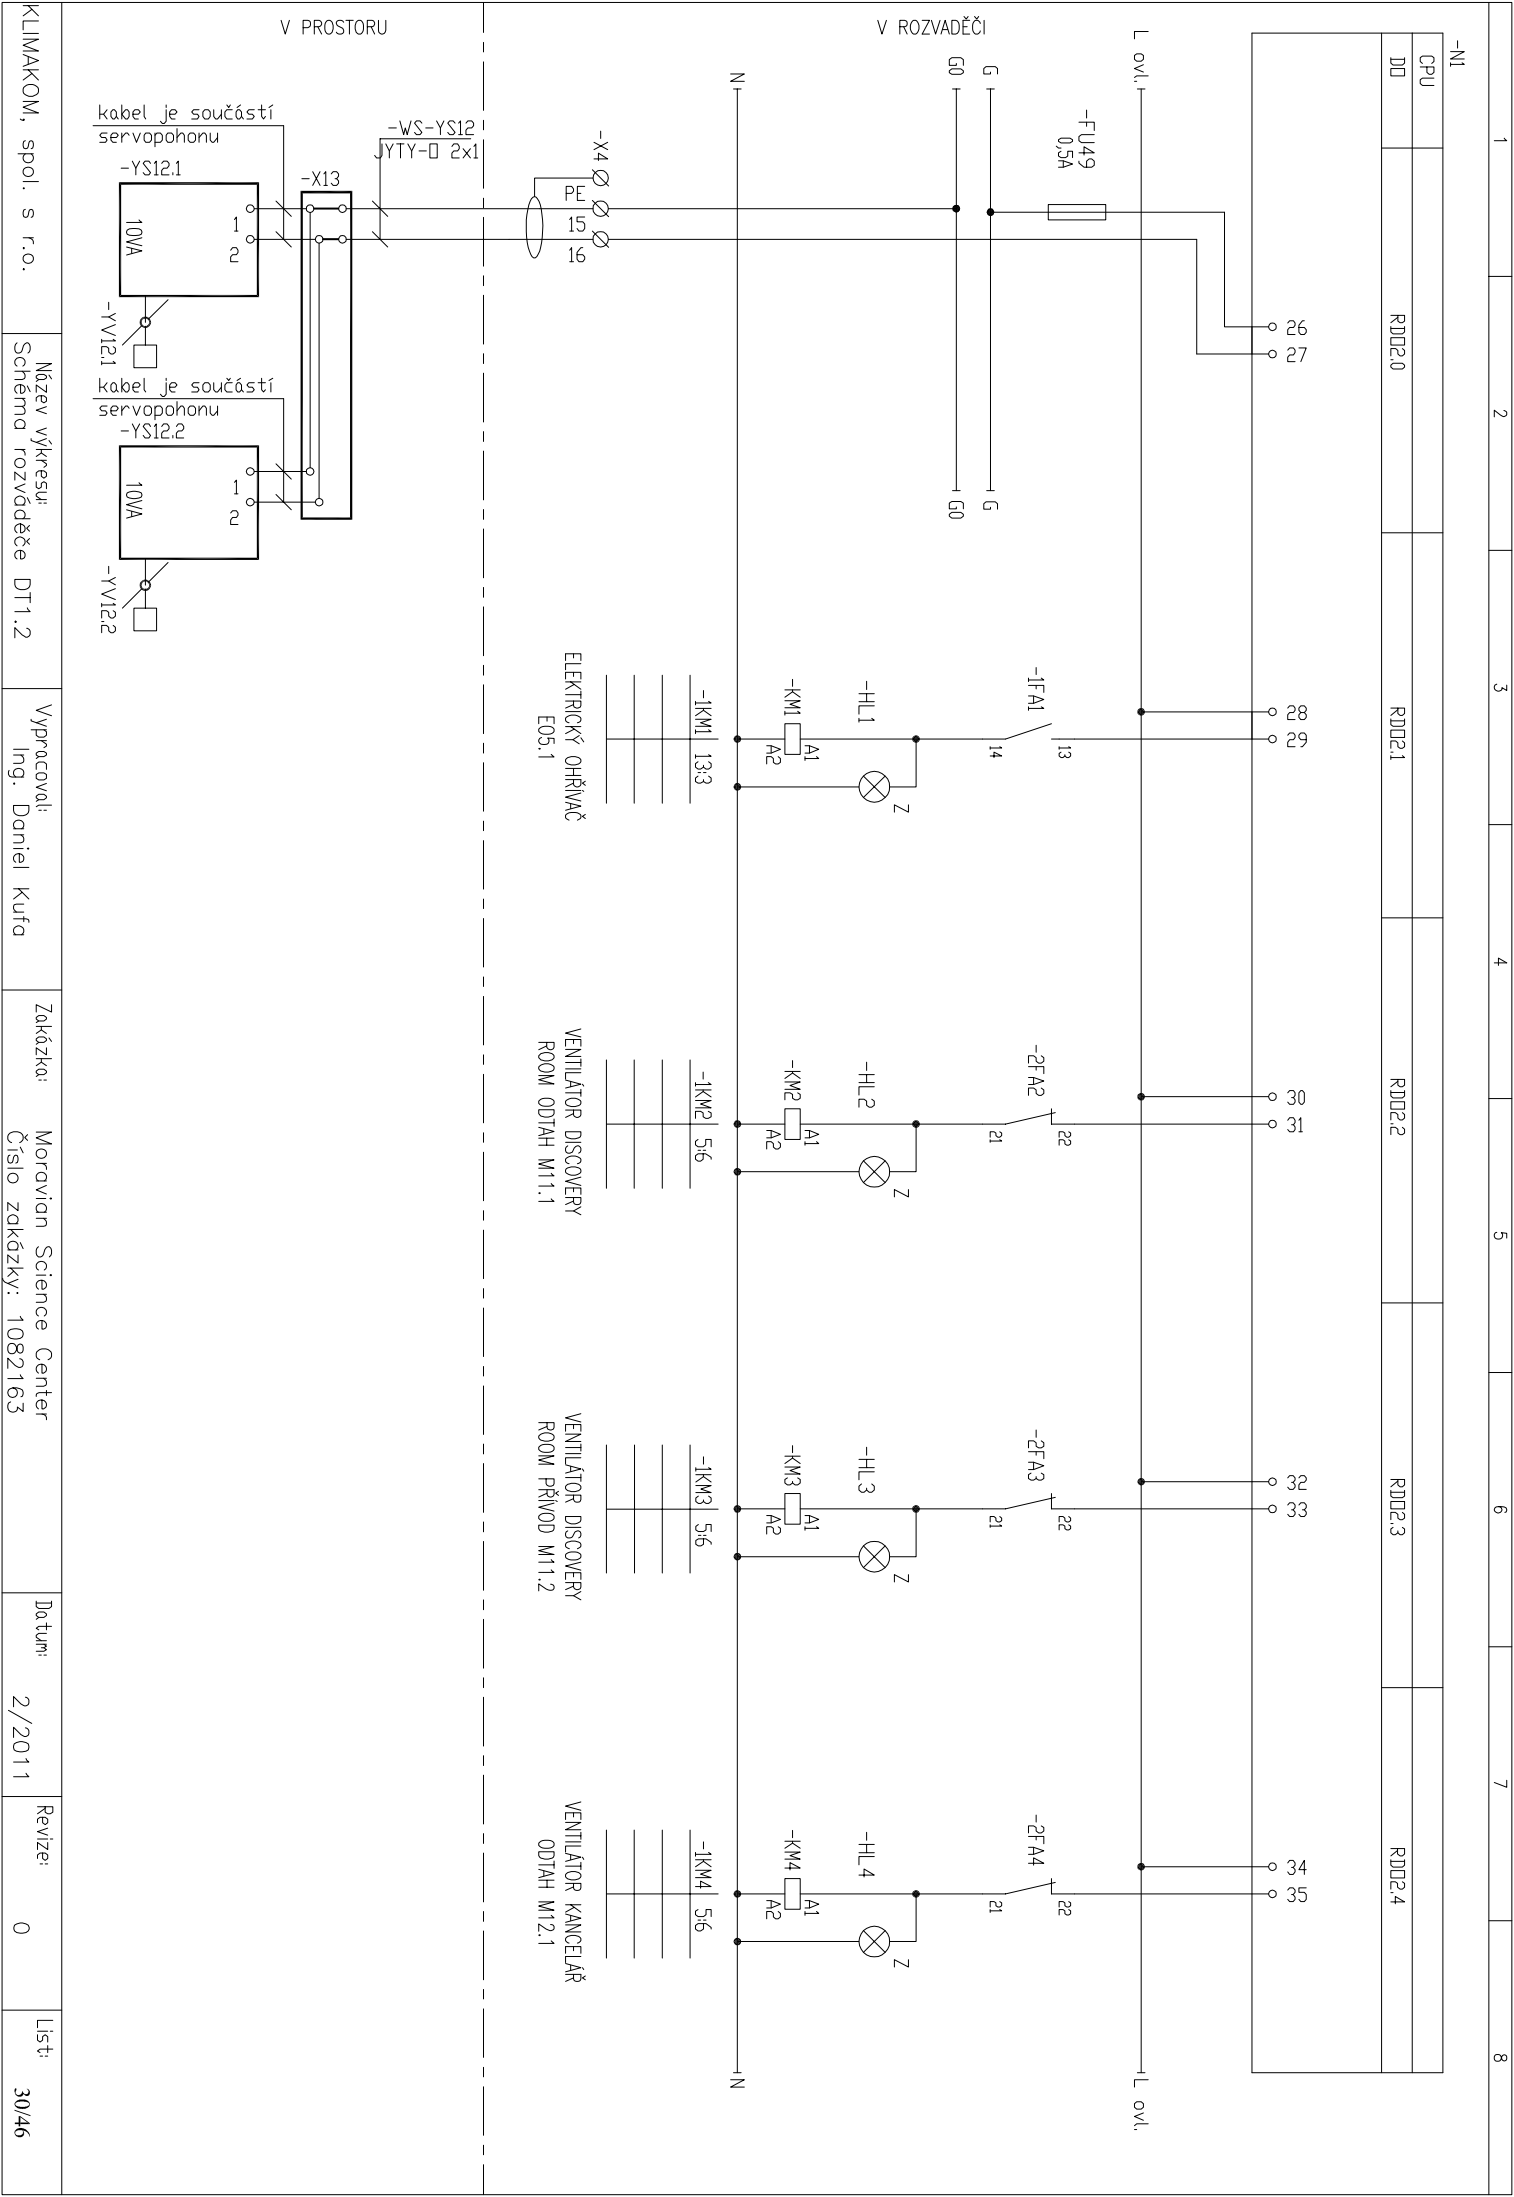 1
2
3
4
5
6
7
8
-N1
CPU
DO
RDO2.0
RDO2.1
RDO2.2
RDO2.3
RDO2.4
26
27
28
29
30
31
32
33
34
35
L ovl.
L ovl.
-FU49
0,5A
G
G
G0
G0
V ROZVADĚČI
-1FA1
13
14
-2FA2
22
21
-2FA3
22
21
-2FA4
22
21
-HL1
Z
-HL2
Z
-HL3
Z
-HL4
Z
-KM1
A1
A2
-KM2
A1
A2
-KM3
A1
A2
-KM4
A1
A2
N
N
-1KM1 13:3
-1KM2 5:6
-1KM3 5:6
-1KM4 5:6
ELEKTRICKÝ OHŘÍVAČ
E05.1
VENTILÁTOR DISCOVERY
ROOM ODTAH M11.1
VENTILÁTOR DISCOVERY
ROOM PŘÍVOD M11.2
VENTILÁTOR KANCELÁŘ
ODTAH M12.1
-X4
PE
15
16
V PROSTORU
-WS-YS12
JYTY-O 2x1
-X13
kabel je součástí
servopohonu
-YS12.1
1
2
10VA
-YV12.1
kabel je součástí
servopohonu
-YS12.2
1
2
10VA
-YV12.2
KLIMAKOM, spol. s r.o.
Název výkresu:
Schéma rozváděče DT1.2
Vypracoval:
Ing. Daniel Kufa
Zakázka: Moravian Science Center
Číslo zakázky: 1082163
Datum:
2/2011
Revize:
0
List:
30/46